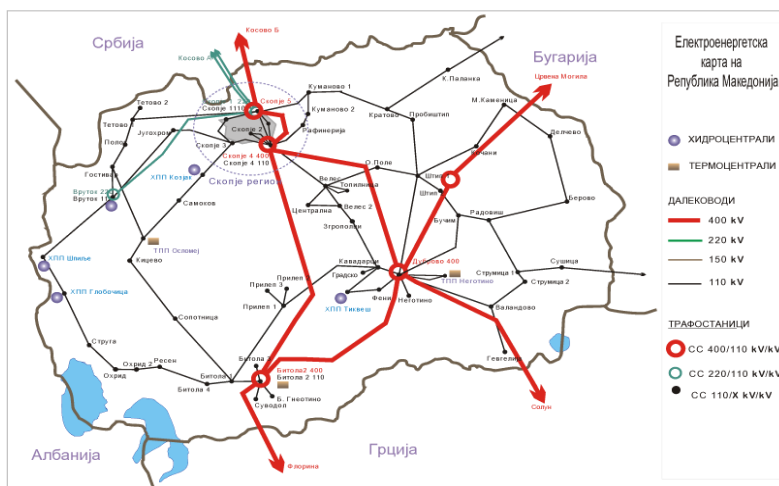 Србија
Косово Б
Косово А
Бугарија
Црвена Могила
К.Паланка
М.Каменица
Куманово 1
Куманово 2
Кратово
Пробиштип
Делчево
Тетово 2
Тетово 1
Југохром
Полог
Скопје 5
Скопје 2
Рафинерија
Скопје 3
Скопје 4 400
Скопје 4 110
Кочани
О.Поле
Гостивар
Вруток 220
Вруток 110
ХПП Козјак
Скопје регион
Самоков
Велес
Топилница
Централна
Велес 2
Згрополци
Штип 1
Штип
Бучим
Радовиш
Берово
ТПП Осломеј
Кичево
ХПП Шпиље
ХПП Глобочица
Кавадарци
Градско
Дуброво 400
ТПП Неготино
Неготино
Фени
ХПП Тиквеш
Прилеп
Прилеп 3
Прилеп 1
Струмица 1
Сушица
Струмица 2
Валандово
Гевгелија
Сопотница
Струга
Охрид
Охрид 2
Ресен
Битола 3
Битола 1
Битола 4
Битола2 400
Битола 2 110
Б. Гнеотино
Суводол
Солун
Флорина
Албанија
Грција
Електроенергетска
карта на
Република Македонија
ХИДРОЦЕНТРАЛИ
ТЕРМОЦЕНТРАЛИ
ДАЛЕКОВОДИ
400 kV
220 kV
150 kV
110 kV
ТРАФОСТАНИЦИ
СС 400/110 kV/kV
СС 220/110 kV/kV
СС 110/X kV/kV